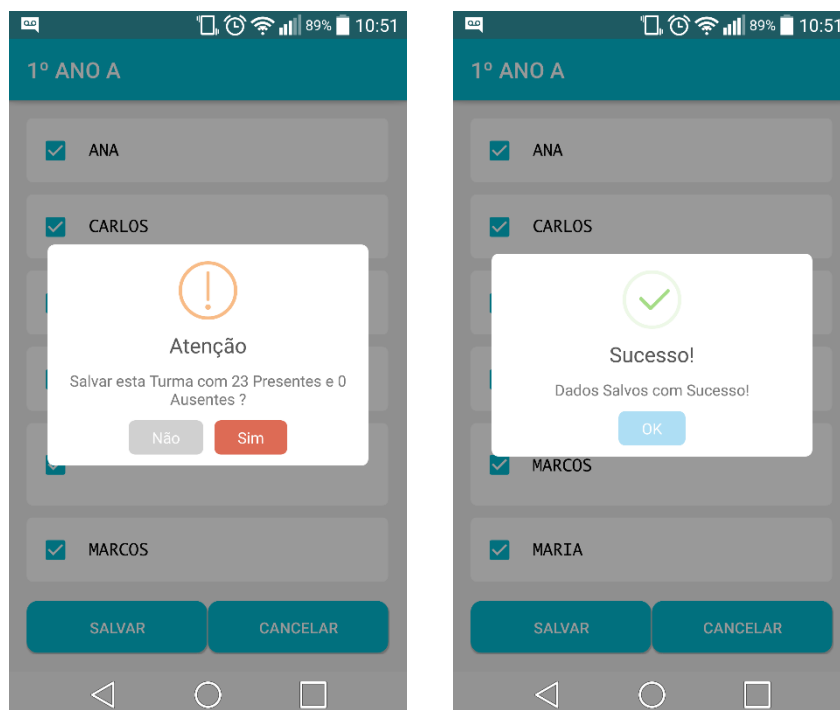 89% 10:51
1º ANO A
ANA
CARLOS
Atenção
Salvar esta Turma com 23 Presentes e 0
Ausentes ?
Não Sim
MARCOS
SALVAR CANCELAR
89% 10:51
1º ANO A
ANA
CARLOS
Sucesso!
Dados Salvos com Sucesso!
OK
MARCOS
MARIA
SALVAR CANCELAR